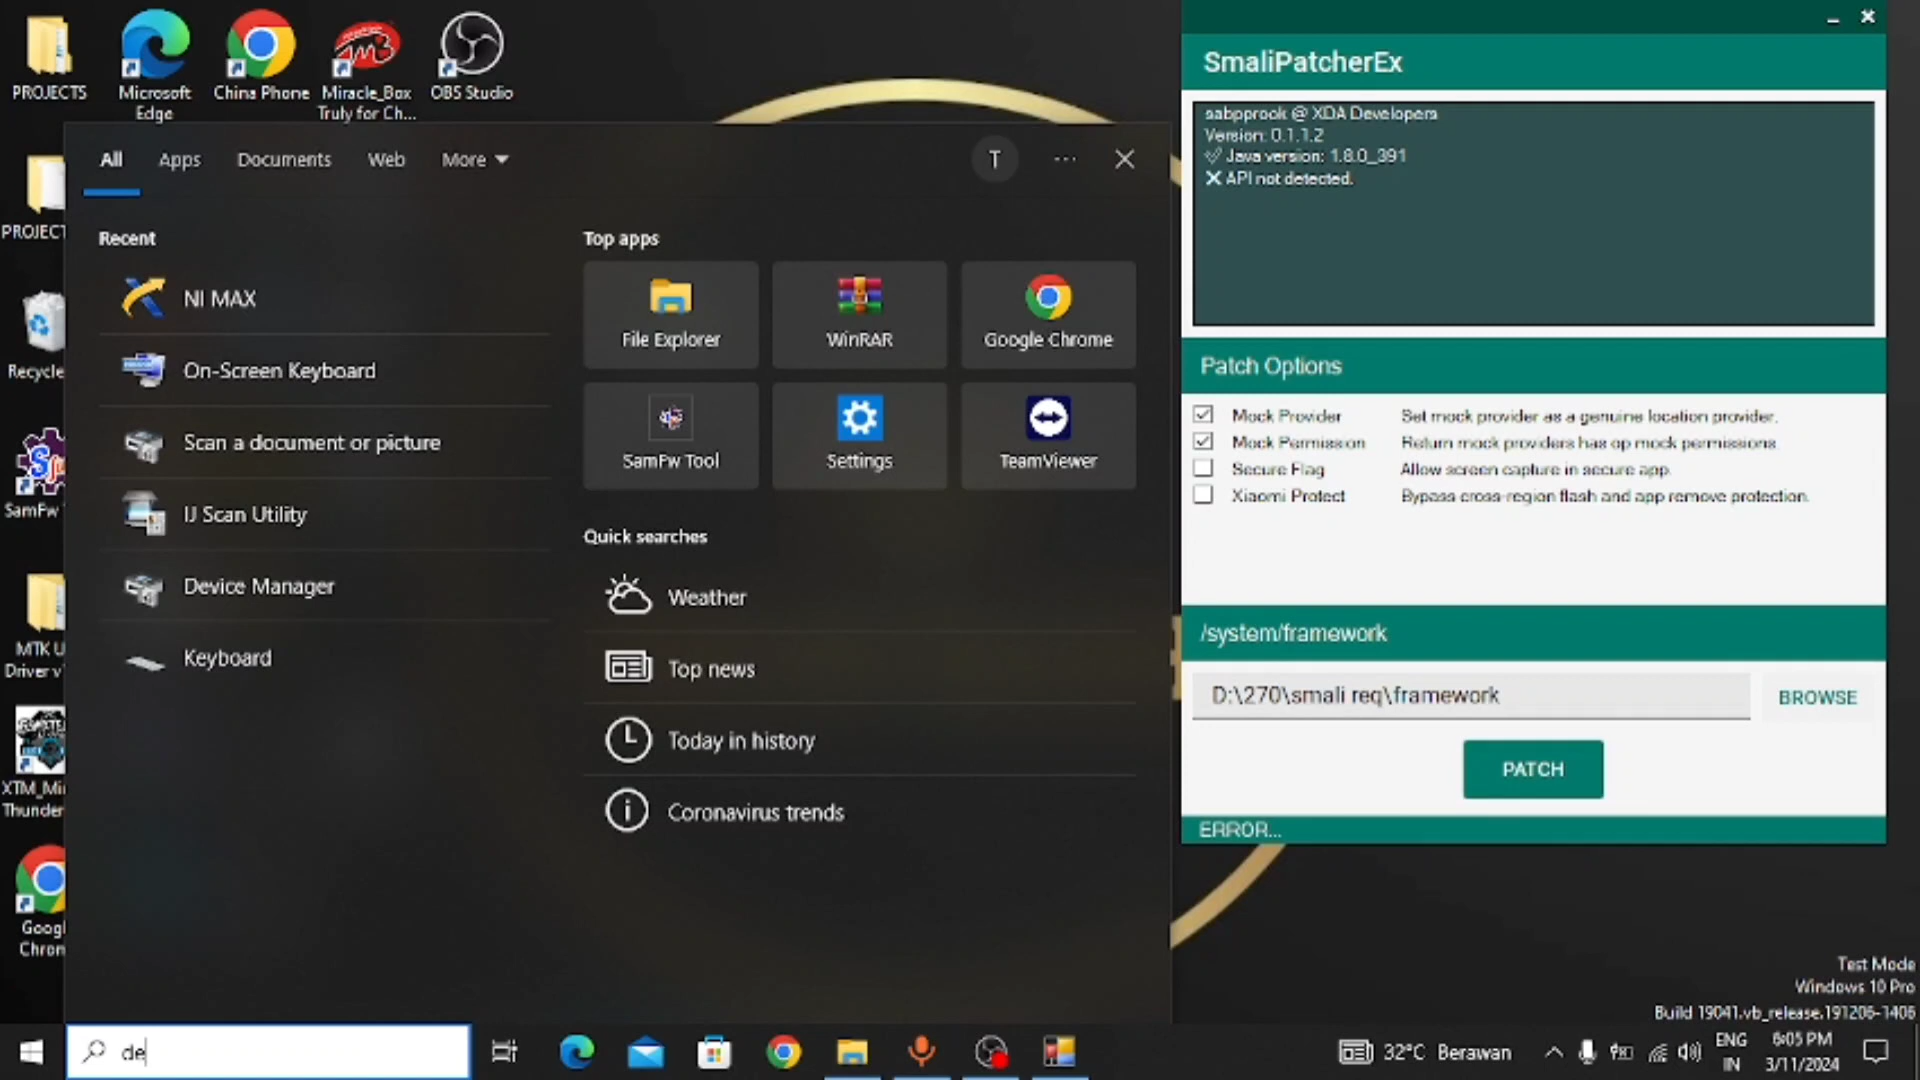 PROJECTS
Microsoft
Edge
China Phone
Miracle_Box
Truly for Ch...
OBS Studio
PROJECT
Recycle
SamFw
MTK U
Driver v
XTM_Mi
Thunder
Googl
Chrom
All
Apps
Documents
Web
More
T
Recent
NI MAX
On-Screen Keyboard
Scan a document or picture
IJ Scan Utility
Device Manager
Keyboard
Top apps
File Explorer
WinRAR
Google Chrome
SamFw Tool
Settings
TeamViewer
Quick searches
Weather
Top news
Today in history
Coronavirus trends
SmaliPatcherEx
sabpprook @ XDA Developers
Version: 0.1.1.2
✅ Java version: 1.8.0_391
❌ API not detected.
Patch Options
Mock Provider Set mock provider as a genuine location provider.
Mock Permission Return mock providers has op mock permissions.
Secure Flag Allow screen capture in secure app.
Xiaomi Protect Bypass cross-region flash and app remove protection.
/system/framework
D:\270\smali req\framework
BROWSE
PATCH
ERROR...
Test Mode
Windows 10 Pro
Build 19041.vb_release.191206-1406
de
32°C Berawan
ENG
IN
6:05 PM
3/11/2024